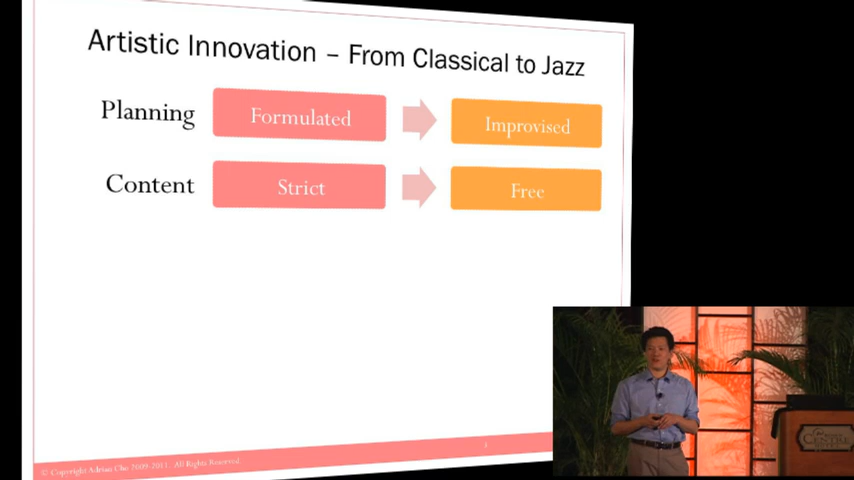 Artistic Innovation – From Classical to Jazz
Planning
Formulated
Improvised
Content
Strict
Free
© Copyright Adrian Cho 2009-2011. All Rights Reserved.
CENTRE